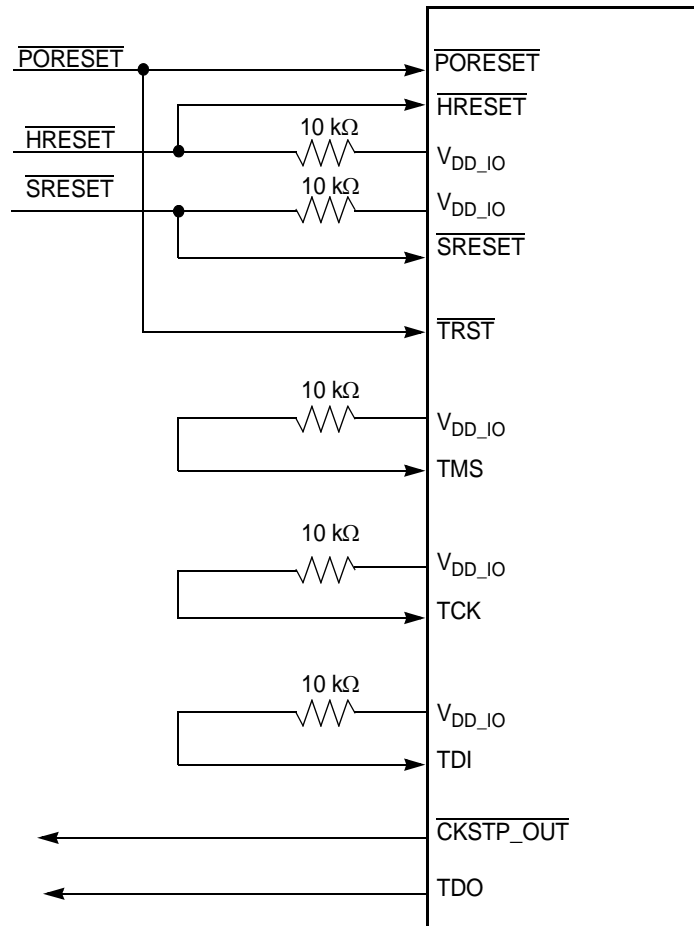 PORESET
PORESET
HRESET
10 kΩ
HRESET
V_DD_IO
10 kΩ
SRESET
V_DD_IO
SRESET
TRST
10 kΩ
V_DD_IO
TMS
10 kΩ
V_DD_IO
TCK
10 kΩ
V_DD_IO
TDI
CKSTP_OUT
TDO